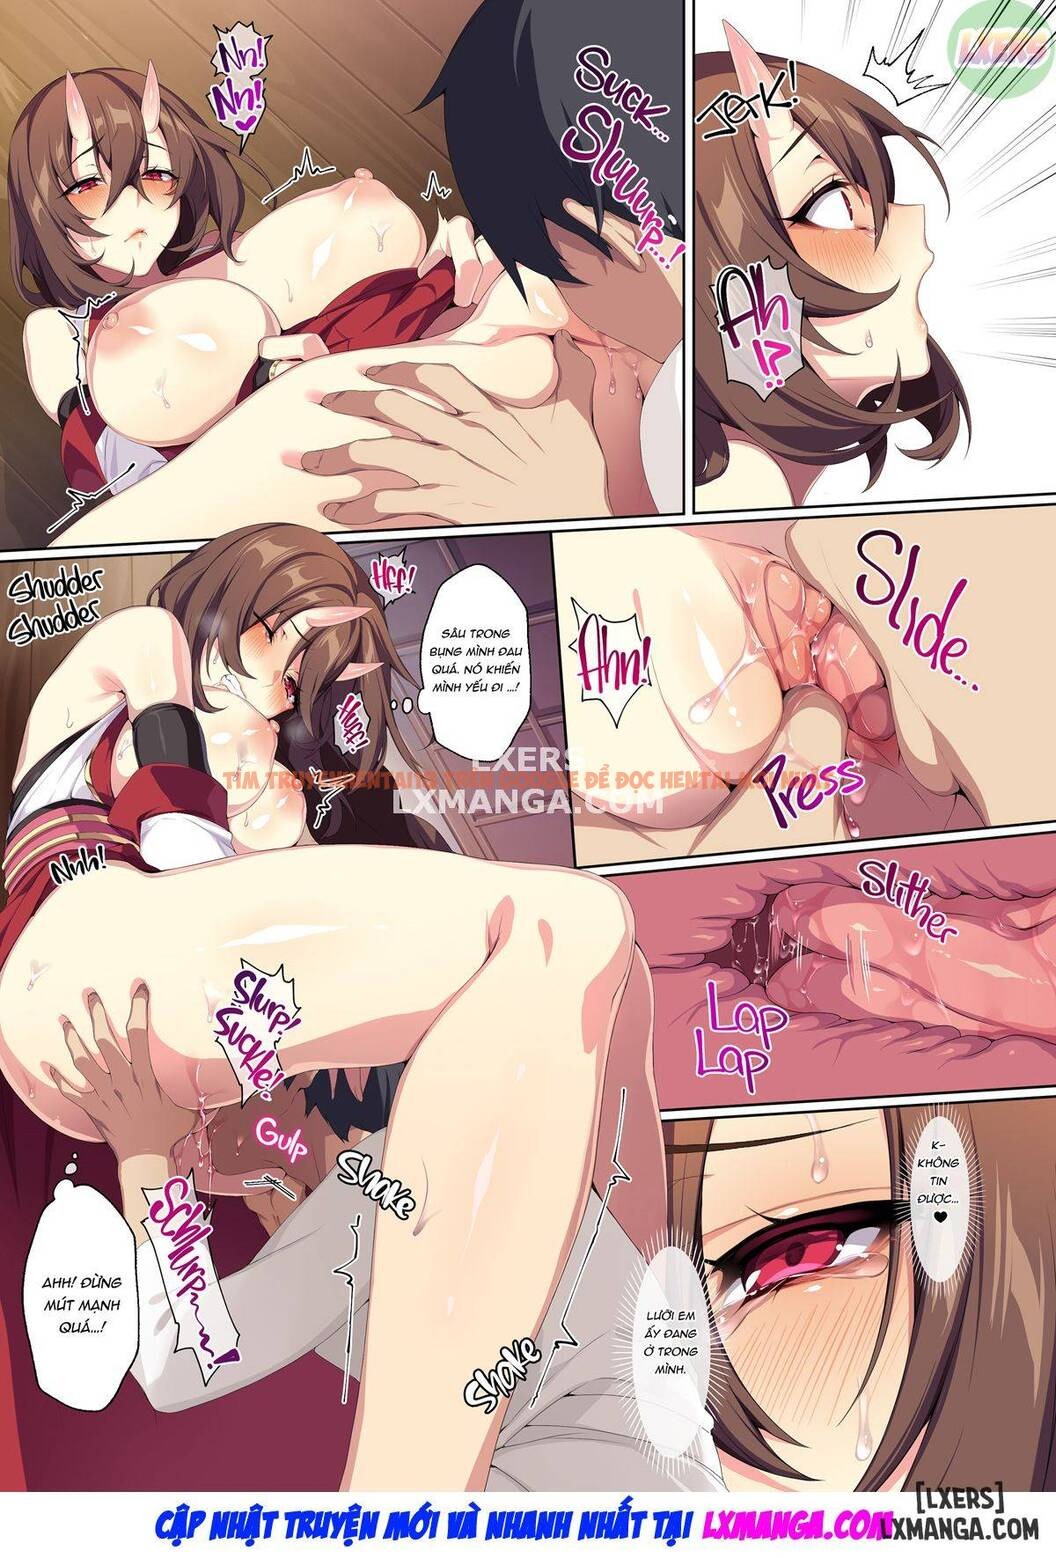 Nn!
Nn!
Suck...
Sluuurp...!
Jerk!
LXERS
Ah
!?
Shudder
Shudder
Hff!
SÂU TRONG
BỤNG MÌNH ĐAU
QUÁ. NÓ KHIẾN
MÌNH YẾU ĐI ...!
Ahn!
Slide...
Press
LXERS
LXMANGA.COM
Nnh!
Slither
Lap
Lap
Slurp!
Suckle!
Gulp
Shake
Schlurp~~!
AHH! ĐỪNG
MÚT MẠNH
QUÁ...!
Shake
K-
KHÔNG
TIN
ĐƯỢC...
♥
LƯỠI EM
ẤY ĐANG
Ở TRONG
MÌNH.
CẬP NHẬT TRUYỆN MỚI VÀ NHANH NHẤT TẠI LXMANGA.COM
[LXERS]
LXMANGA.COM